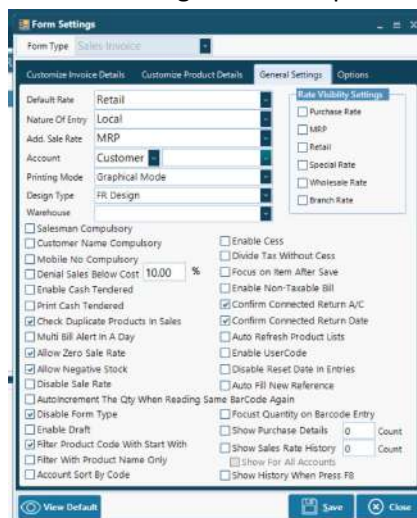 Form Settings
Form Type Sales Invoice
Customize Invoice Details Customize Product Details General Settings Options
Default Rate Retail
Nature Of Entry Local
Add. Sale Rate MRP
Account Customer
Printing Mode Graphical Mode
Design Type FR Design
Warehouse
Rate Visiblity Settings
Purchase Rate
MRP
Retail
Special Rate
Wholesale Rate
Branch Rate
Salesman Compulsory
Customer Name Compulsory
Mobile No Compulsory
Denial Sales Below Cost 10.00 %
Enable Cash Tendered
Print Cash Tendered
Check Duplicate Products In Sales
Multi Bill Alert In A Day
Allow Zero Sale Rate
Allow Negative Stock
Disable Sale Rate
AutoIncrement The Qty When Reading Same BarCode Again
Disable Form Type
Enable Draft
Filter Product Code With Start With
Filter With Product Name Only
Account Sort By Code
Enable Cess
Divide Tax Without Cess
Focus on Item After Save
Enable Non-Taxable Bill
Confirm Connected Return A/C
Confirm Connected Return Date
Auto Refresh Product Lists
Enable UserCode
Disable Reset Date In Entries
Auto Fill New Reference
Focust Quantity on Barcode Entry
Show Purchase Details 0 Count
Show Sales Rate History 0 Count
Show For All Accounts
Show History When Press F8
View Default
Save
Close